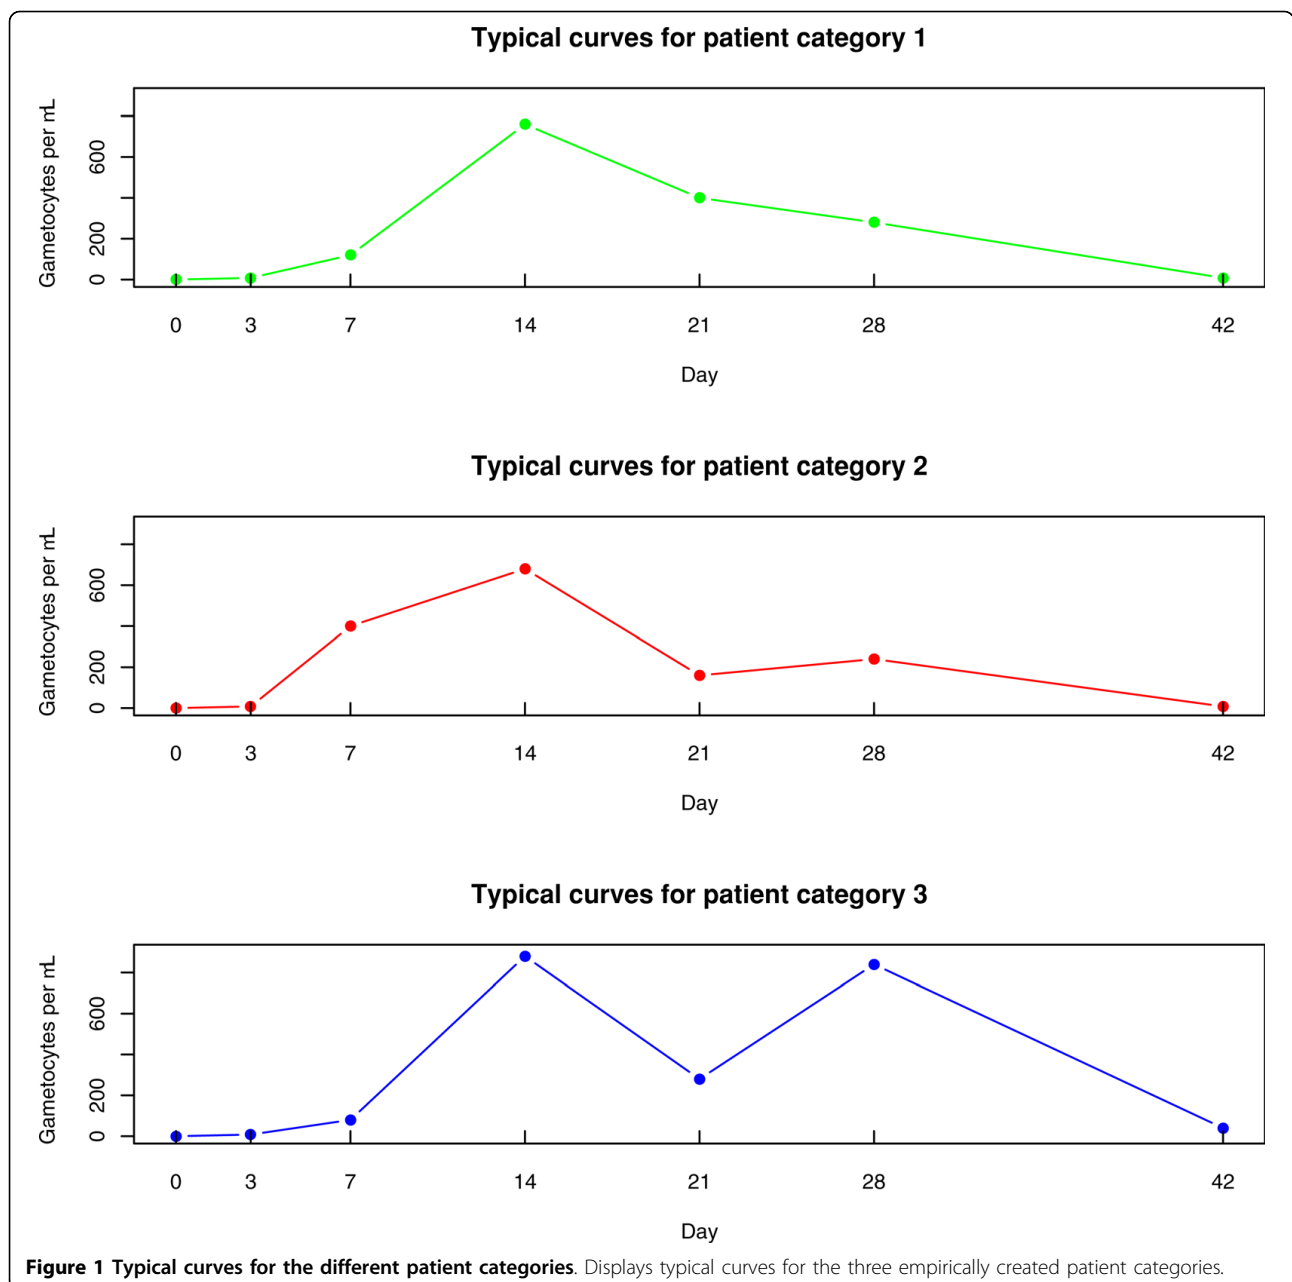 Typical curves for patient category 1
Gametocytes per mL
600
200
0
0 3 7 14 21 28 42
Day
Typical curves for patient category 2
Gametocytes per mL
600
200
0
0 3 7 14 21 28 42
Day
Typical curves for patient category 3
Gametocytes per mL
600
200
0
0 3 7 14 21 28 42
Day
Figure 1 Typical curves for the different patient categories. Displays typical curves for the three empirically created patient categories.